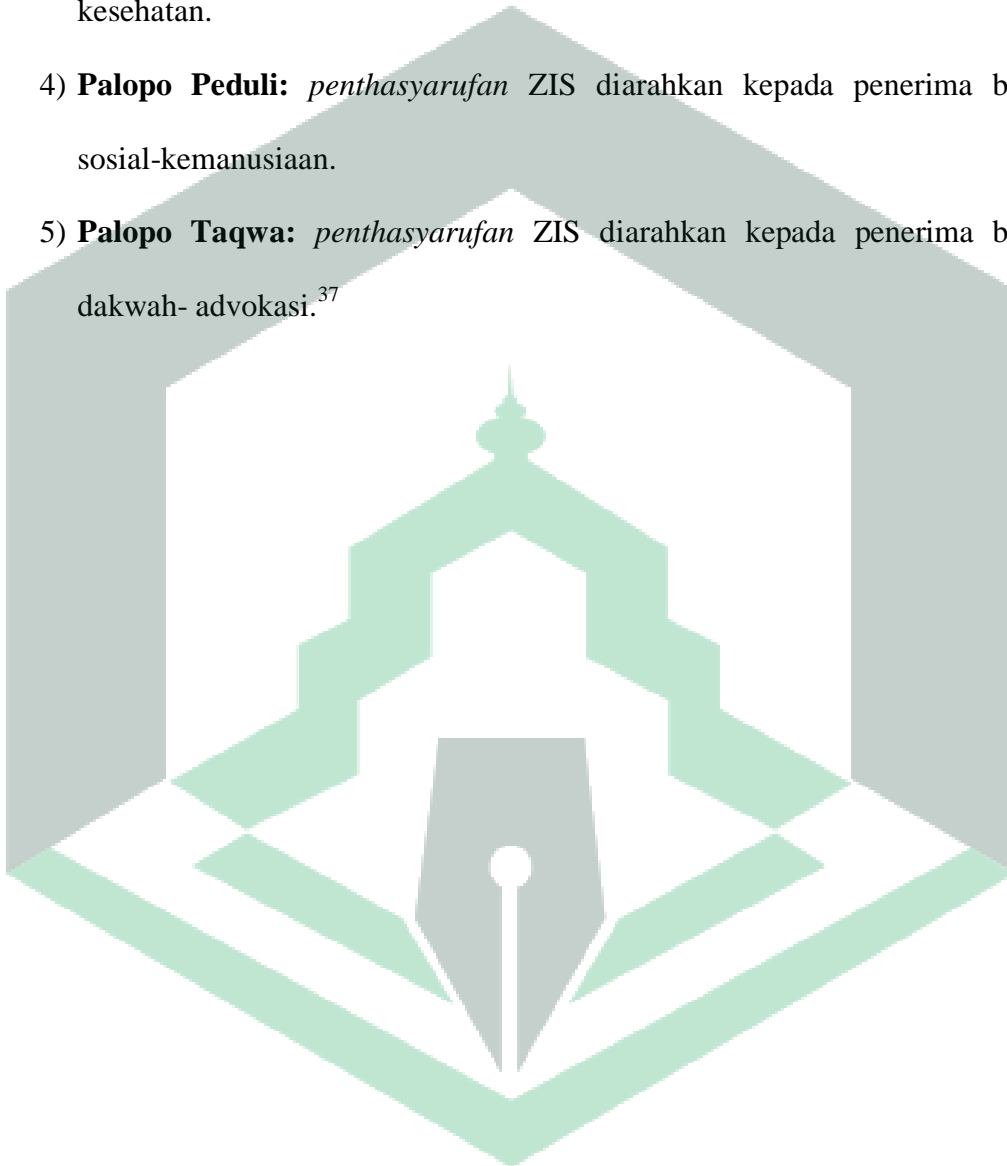 kesehatan.
4) Palopo Peduli: penthasyarufan ZIS diarahkan kepada penerima
sosial-kemanusiaan.
5) Palopo Taqwa: penthasyarufan ZIS diarahkan kepada penerima
dakwah- advokasi.37